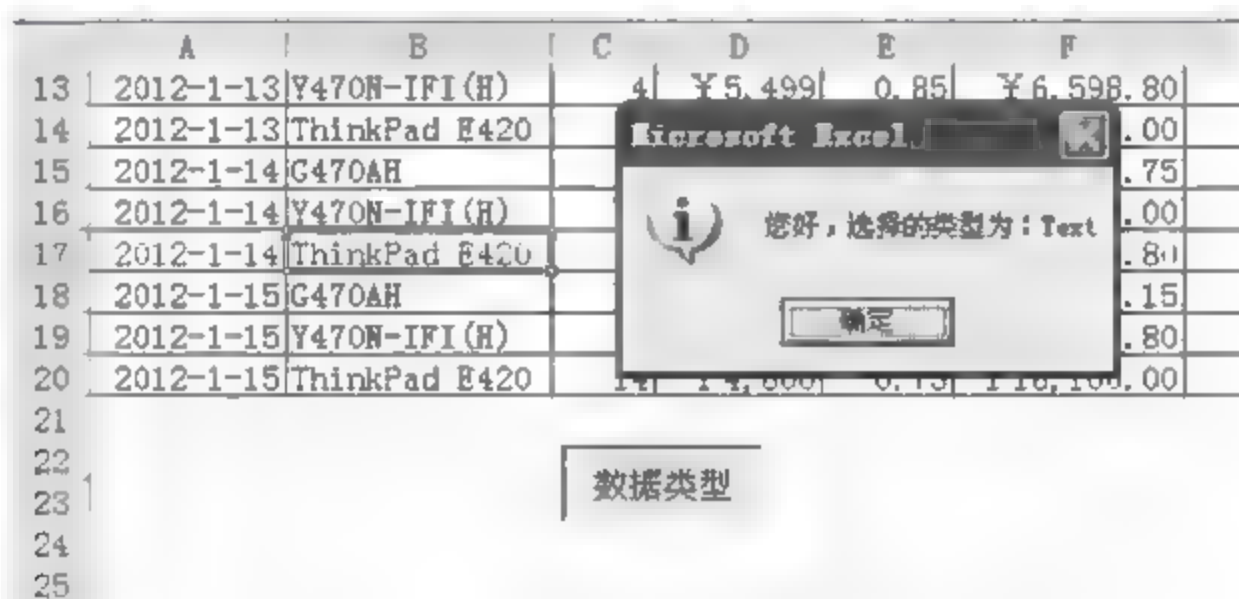 A B C D E F
13 2012-1-13 Y470N-IFI(H) 4 ￥5,499 0.85 ￥6,598.80
14 2012-1-13 ThinkPad E420 .00
Microsoft Excel
15 2012-1-14 G470AH .75
16 2012-1-14 Y470N-IFI(H) .00
您好，选择的类型为：Text
17 2012-1-14 ThinkPad E420 .80
18 2012-1-15 G470AH .15
确定
19 2012-1-15 Y470N-IFI(H) .80
20 2012-1-15 ThinkPad E420 .00
21
22
数据类型
23
24
25